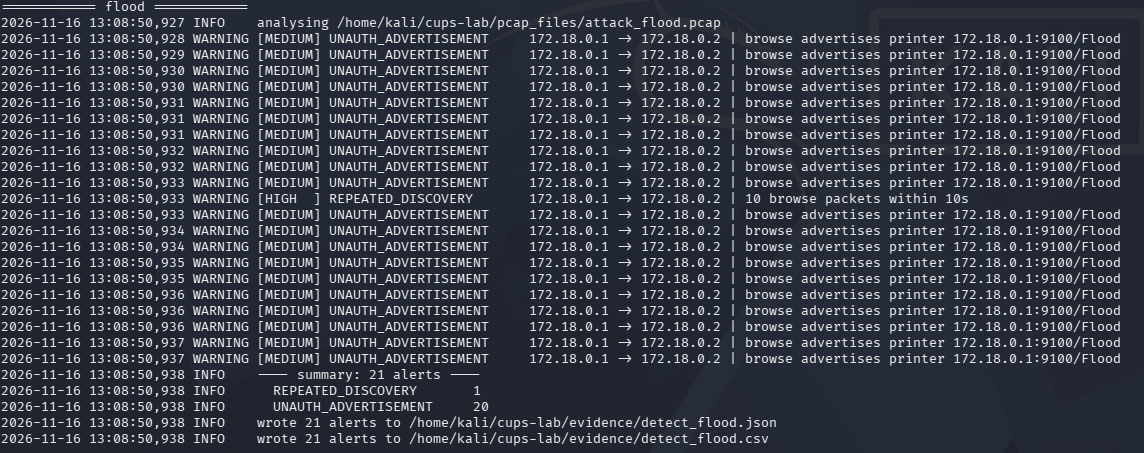 ════════════ flood ════════════
2026-11-16 13:08:50,927 INFO    analysing /home/kali/cups-lab/pcap_files/attack_flood.pcap
2026-11-16 13:08:50,928 WARNING [MEDIUM] UNAUTH_ADVERTISEMENT     172.18.0.1 → 172.18.0.2 | browse advertises printer 172.18.0.1:9100/Flood
2026-11-16 13:08:50,929 WARNING [MEDIUM] UNAUTH_ADVERTISEMENT     172.18.0.1 → 172.18.0.2 | browse advertises printer 172.18.0.1:9100/Flood
2026-11-16 13:08:50,930 WARNING [MEDIUM] UNAUTH_ADVERTISEMENT     172.18.0.1 → 172.18.0.2 | browse advertises printer 172.18.0.1:9100/Flood
2026-11-16 13:08:50,930 WARNING [MEDIUM] UNAUTH_ADVERTISEMENT     172.18.0.1 → 172.18.0.2 | browse advertises printer 172.18.0.1:9100/Flood
2026-11-16 13:08:50,931 WARNING [MEDIUM] UNAUTH_ADVERTISEMENT     172.18.0.1 → 172.18.0.2 | browse advertises printer 172.18.0.1:9100/Flood
2026-11-16 13:08:50,931 WARNING [MEDIUM] UNAUTH_ADVERTISEMENT     172.18.0.1 → 172.18.0.2 | browse advertises printer 172.18.0.1:9100/Flood
2026-11-16 13:08:50,931 WARNING [MEDIUM] UNAUTH_ADVERTISEMENT     172.18.0.1 → 172.18.0.2 | browse advertises printer 172.18.0.1:9100/Flood
2026-11-16 13:08:50,932 WARNING [MEDIUM] UNAUTH_ADVERTISEMENT     172.18.0.1 → 172.18.0.2 | browse advertises printer 172.18.0.1:9100/Flood
2026-11-16 13:08:50,932 WARNING [MEDIUM] UNAUTH_ADVERTISEMENT     172.18.0.1 → 172.18.0.2 | browse advertises printer 172.18.0.1:9100/Flood
2026-11-16 13:08:50,933 WARNING [MEDIUM] UNAUTH_ADVERTISEMENT     172.18.0.1 → 172.18.0.2 | browse advertises printer 172.18.0.1:9100/Flood
2026-11-16 13:08:50,933 WARNING [HIGH  ] REPEATED_DISCOVERY       172.18.0.1 → 172.18.0.2 | 10 browse packets within 10s
2026-11-16 13:08:50,933 WARNING [MEDIUM] UNAUTH_ADVERTISEMENT     172.18.0.1 → 172.18.0.2 | browse advertises printer 172.18.0.1:9100/Flood
2026-11-16 13:08:50,934 WARNING [MEDIUM] UNAUTH_ADVERTISEMENT     172.18.0.1 → 172.18.0.2 | browse advertises printer 172.18.0.1:9100/Flood
2026-11-16 13:08:50,934 WARNING [MEDIUM] UNAUTH_ADVERTISEMENT     172.18.0.1 → 172.18.0.2 | browse advertises printer 172.18.0.1:9100/Flood
2026-11-16 13:08:50,935 WARNING [MEDIUM] UNAUTH_ADVERTISEMENT     172.18.0.1 → 172.18.0.2 | browse advertises printer 172.18.0.1:9100/Flood
2026-11-16 13:08:50,935 WARNING [MEDIUM] UNAUTH_ADVERTISEMENT     172.18.0.1 → 172.18.0.2 | browse advertises printer 172.18.0.1:9100/Flood
2026-11-16 13:08:50,936 WARNING [MEDIUM] UNAUTH_ADVERTISEMENT     172.18.0.1 → 172.18.0.2 | browse advertises printer 172.18.0.1:9100/Flood
2026-11-16 13:08:50,936 WARNING [MEDIUM] UNAUTH_ADVERTISEMENT     172.18.0.1 → 172.18.0.2 | browse advertises printer 172.18.0.1:9100/Flood
2026-11-16 13:08:50,936 WARNING [MEDIUM] UNAUTH_ADVERTISEMENT     172.18.0.1 → 172.18.0.2 | browse advertises printer 172.18.0.1:9100/Flood
2026-11-16 13:08:50,937 WARNING [MEDIUM] UNAUTH_ADVERTISEMENT     172.18.0.1 → 172.18.0.2 | browse advertises printer 172.18.0.1:9100/Flood
2026-11-16 13:08:50,937 WARNING [MEDIUM] UNAUTH_ADVERTISEMENT     172.18.0.1 → 172.18.0.2 | browse advertises printer 172.18.0.1:9100/Flood
2026-11-16 13:08:50,938 INFO    ──── summary: 21 alerts ────
2026-11-16 13:08:50,938 INFO      REPEATED_DISCOVERY       1
2026-11-16 13:08:50,938 INFO      UNAUTH_ADVERTISEMENT     20
2026-11-16 13:08:50,938 INFO    wrote 21 alerts to /home/kali/cups-lab/evidence/detect_flood.json
2026-11-16 13:08:50,938 INFO    wrote 21 alerts to /home/kali/cups-lab/evidence/detect_flood.csv